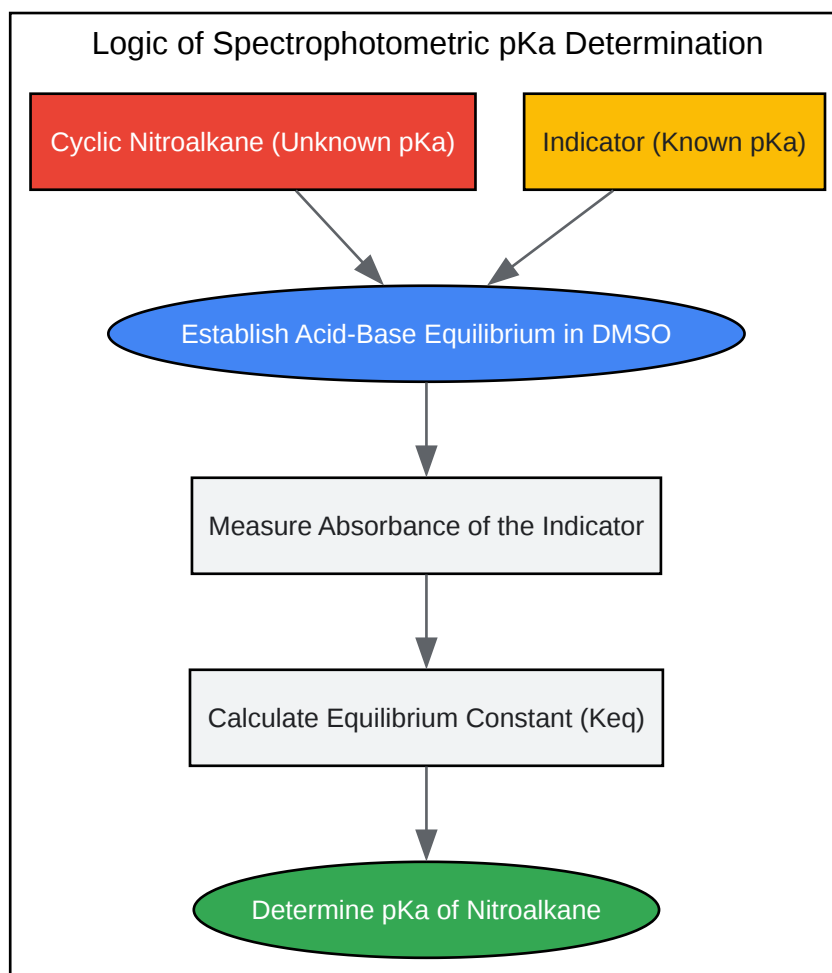 Logic of Spectrophotometric pKa Determination
Cyclic Nitroalkane (Unknown pKa)
Indicator (Known pKa)
Establish Acid-Base Equilibrium in DMSO
Measure Absorbance of the Indicator
Calculate Equilibrium Constant (Keq)
Determine pKa of Nitroalkane